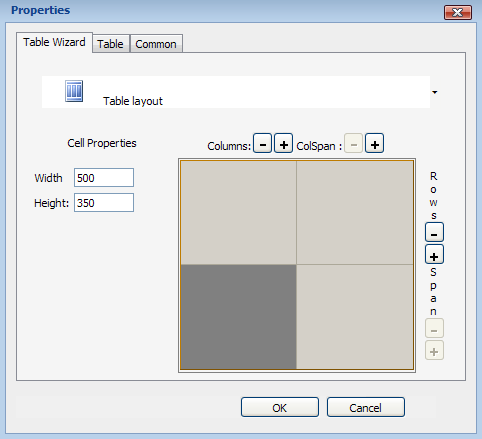 Properties
Table Wizard Table Common
Table layout
Cell Properties
Columns: - + ColSpan : - +
Width 500
Height: 350
Rows
-
+
Span
-
+
OK Cancel